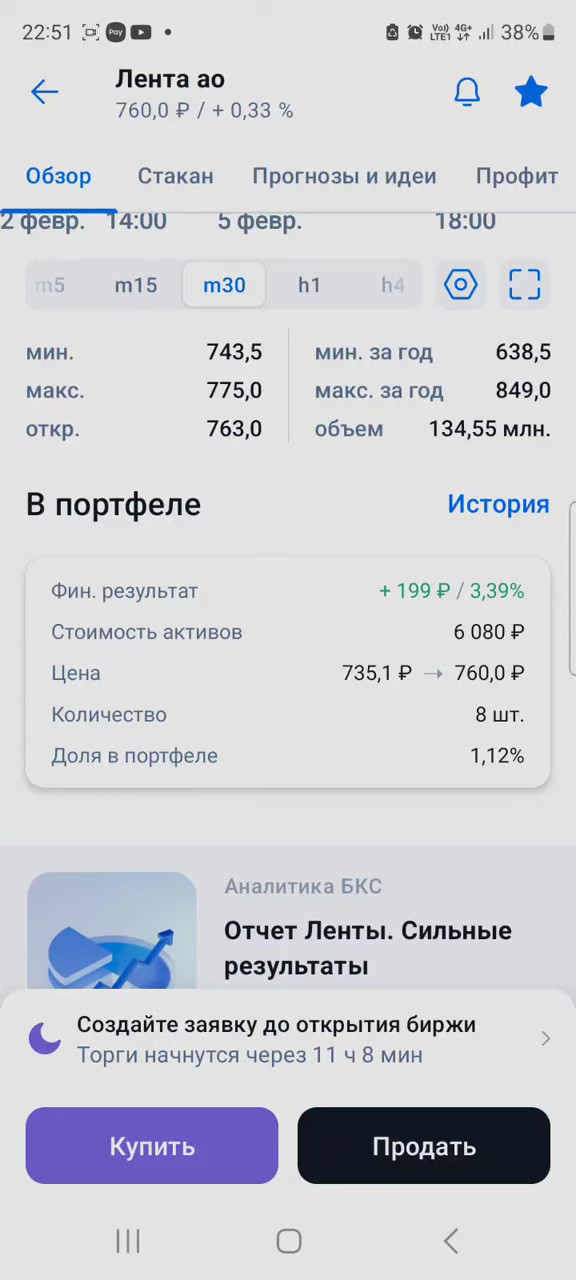 22:51 Pay Vo)) LTE1 4G+ 38%
Лента ао
760,0 ₽ / + 0,33 %
Обзор Стакан Прогнозы и идеи Профит
2 февр. 14:00 5 февр. 18:00
m5 m15 m30 h1 h4
мин. 743,5 мин. за год 638,5
макс. 775,0 макс. за год 849,0
откр. 763,0 объем 134,55 млн.
В портфеле История
Фин. результат + 199 ₽ / 3,39%
Стоимость активов 6 080 ₽
Цена 735,1 ₽ → 760,0 ₽
Количество 8 шт.
Доля в портфеле 1,12%
Аналитика БКС
Отчет Ленты. Сильные
результаты
Создайте заявку до открытия биржи
Торги начнутся через 11 ч 8 мин
Купить Продать